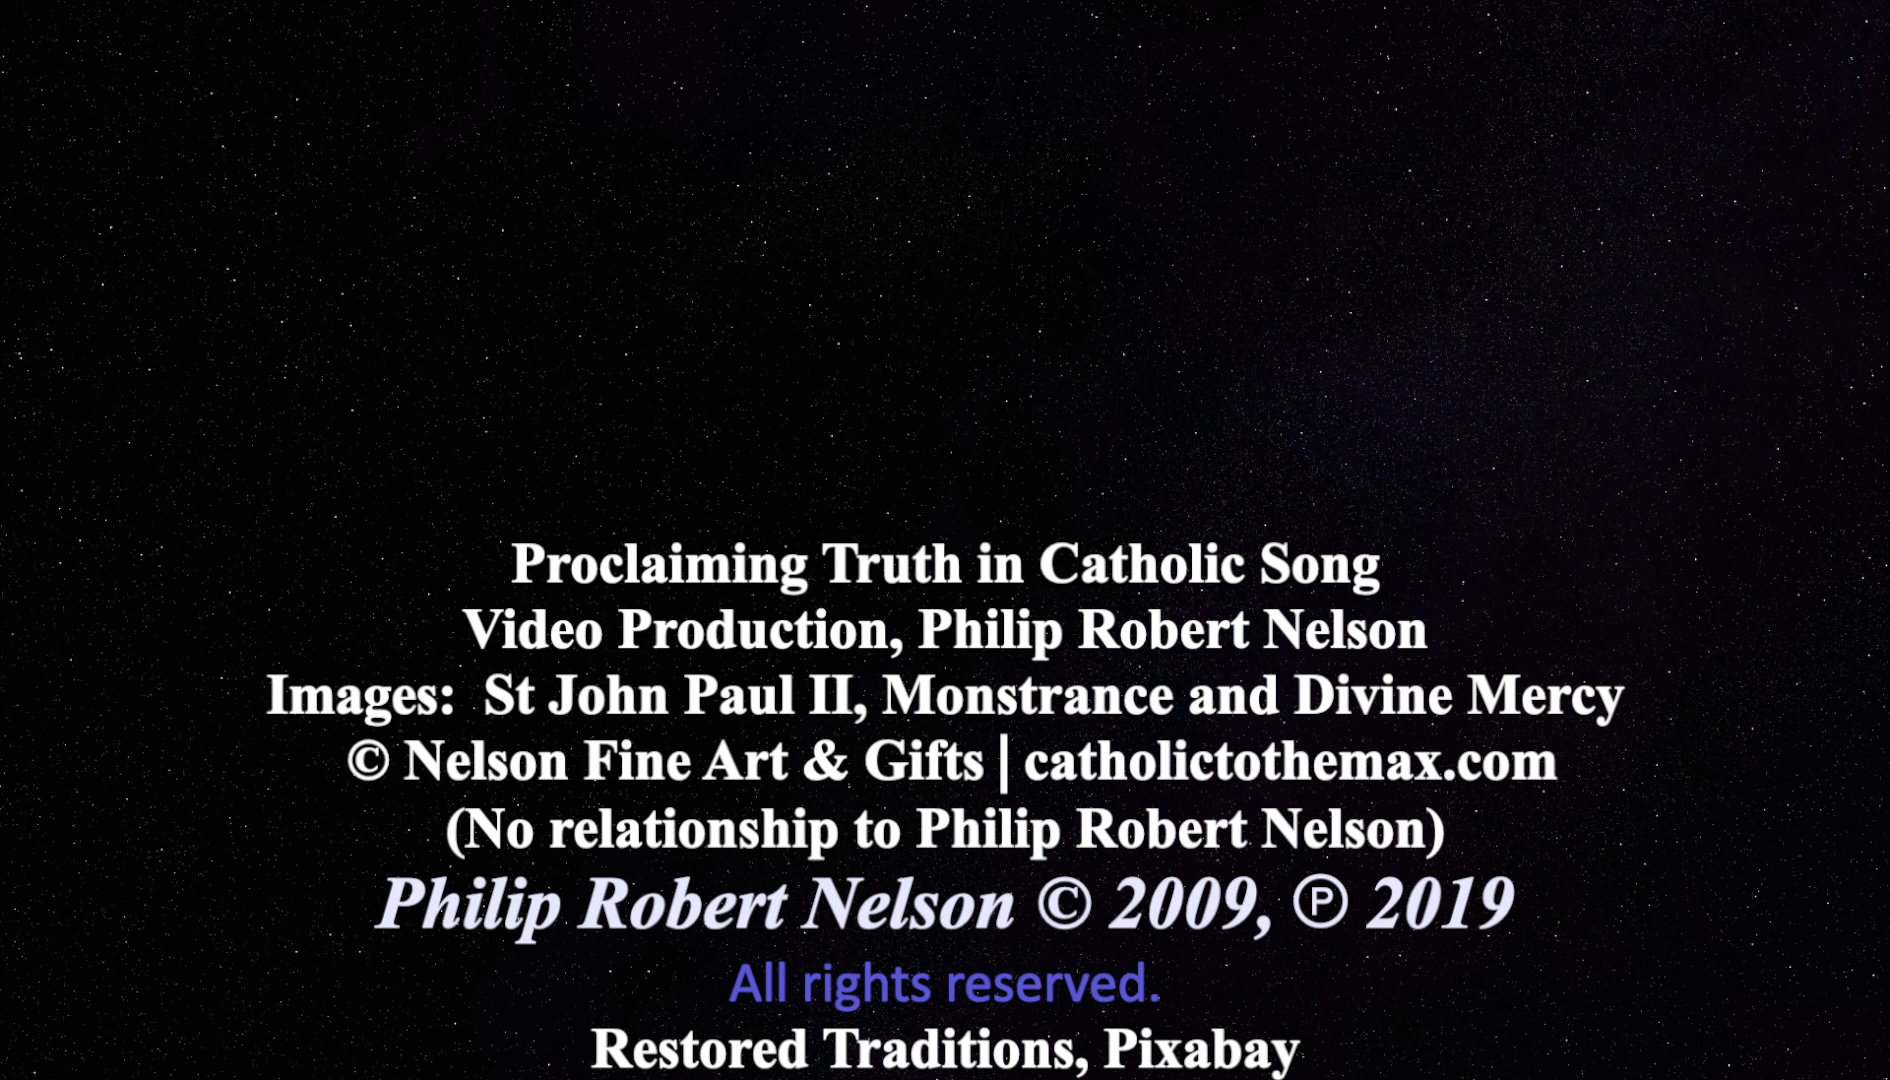 Proclaiming Truth in Catholic Song
Video Production, Philip Robert Nelson
Images:  St John Paul II, Monstrance and Divine Mercy
© Nelson Fine Art & Gifts | catholictothemax.com
(No relationship to Philip Robert Nelson)
Philip Robert Nelson © 2009, ℗ 2019
All rights reserved.
Restored Traditions, Pixabay